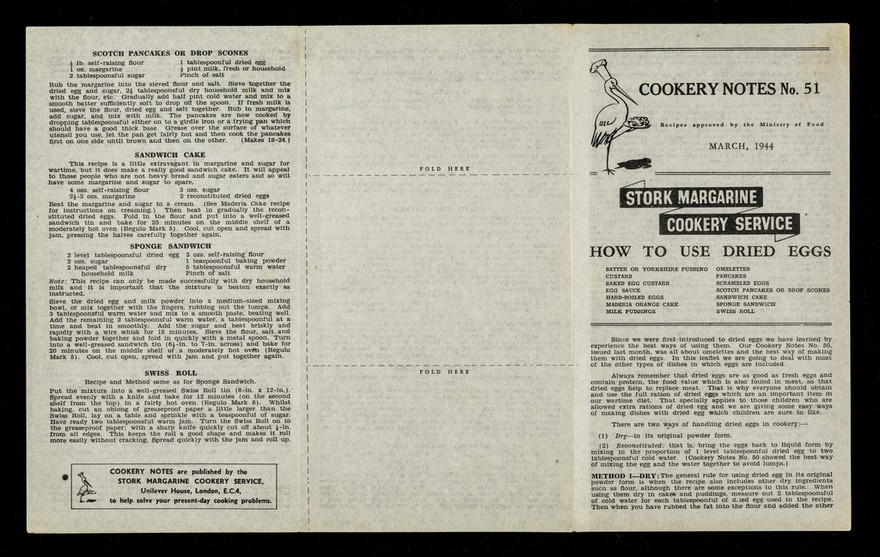 SCOTCH PANCAKES OR DROP SCONES
½ lb self-raising flour 1 tablespoonful dried egg
1 oz. margarine ½ pint milk, fresh or household
2 tablespoonful sugar Pinch of salt
Rub the margarine into the sieved flour and salt. Sieve together the
dried egg and sugar, 2½ tablespoonful dry household milk and mix
with the flour, etc. Gradually add half pint cold water and mix to a
smooth batter sufficiently soft to drop off the spoon. If fresh milk is
used, sieve the flour, dried egg and salt together. Rub in margarine,
add sugar, and mix with milk. The pancakes are now cooked by
dropping tablespoonful either on to a girdle iron or a frying pan which
should have a good thick base. Grease over the surface of whatever
utensil you use, let the pan get fairly hot and then cook the pancakes
first on one side until brown and then on the other. (Makes 18-24.)
SANDWICH CAKE
This recipe is a little extravagant in margarine and sugar for
wartime, but it does make a really good sandwich cake. It will appeal
to those people who are not heavy bread and sugar eaters and so will
have some margarine and sugar to spare.
4 ozs. self-raising flour 3 ozs. sugar
2½-3 ozs. margarine 2 reconstituted dried eggs
Beat the margarine and sugar to a cream. (See Maderia Cake recipe
for instructions on creaming.) Then beat in gradually the recon-
stituted dried eggs. Fold in the flour and put into a well-greased
sandwich tin and bake for 25 minutes on the middle shelf of a
moderately hot oven (Regulo Mark 5). Cool, cut open and spread with
jam, pressing the halves carefully together again.
SPONGE SANDWICH
2 level tablespoonful dried egg 3 ozs. self-raising flour
2 ozs. sugar 1 teaspoonful baking powder
2 heaped tablespoonful dry 5 tablespoonful warm water
household milk Pinch of salt
Note: This recipe can only be made successfully with dry household
milk and it is important that the mixture is beaten exactly as
instructed.
Sieve the dried egg and milk powder into a medium-sized mixing
bowl, or mix together with the fingers, rubbing out the lumps. Add
3 tablespoonful warm water and mix to a smooth paste, beating well.
Add the remaining 2 tablespoonful warm water, a tablespoonful at a
time and beat in smoothly. Add the sugar and beat briskly and
rapidly with a wire whisk for 15 minutes. Sieve the flour, salt and
baking powder together and fold in quickly with a metal spoon. Turn
into a well-greased sandwich tin (6½-in. to 7-in. across) and bake for
20 minutes on the middle shelf of a moderately hot oven (Regulo
Mark 5). Cool, cut open, spread with jam and put together again.
SWISS ROLL
Recipe and Method same as for Sponge Sandwich.
Put the mixture into a well-greased Swiss Roll tin (8-in. x 12-in.).
Spread evenly with a knife and bake for 12 minutes (on the second
shelf from the top) in a fairly hot oven (Regulo Mark 6). Whilst
baking, cut an oblong of greaseproof paper a little larger than the
Swiss Roll, lay on a table and sprinkle with a teaspoonful of sugar.
Have ready two tablespoonful warm jam. Turn the Swiss Roll on to
the greaseproof paper; with a sharp knife quickly cut off about ¼-in.
from all edges. This keeps the roll a good shape and makes it roll
more easily without cracking. Spread quickly with the jam and roll up.
COOKERY NOTES are published by the
STORK MARGARINE COOKERY SERVICE,
Unilever House, London, E.C.4,
to help solve your present-day cooking problems.
FOLD HERE
FOLD HERE
COOKERY NOTES No. 51
Recipes approved by the Ministry of Food
MARCH, 1944
STORK MARGARINE
COOKERY SERVICE
HOW TO USE DRIED EGGS
BATTER OR YORKSHIRE PUDDING OMELETTES
CUSTARD PANCAKES
BAKED EGG CUSTARD SCRAMBLED EGGS
EGG SAUCE SCOTCH PANCAKES OR DROP SCONES
HARD-BOILED EGGS SANDWICH CAKE
MADERIA ORANGE CAKE SPONGE SANDWICH
MILK PUDDINGS SWISS ROLL
Since we were first introduced to dried eggs we have learned by
experience the best ways of using them. Our Cookery Notes No. 50,
issued last month, was all about omelettes and the best way of making
them with dried eggs. In this leaflet we are going to deal with most
of the other types of dishes in which eggs are included.
Always remember that dried eggs are as good as fresh eggs and
contain protein, the food value which is also found in meat, so that
dried eggs help to replace meat. That is why everyone should obtain
and use the full ration of dried eggs which are an important item in
our wartime diet. That specially applies to those children who are
allowed extra rations of dried egg and we are giving some easy ways
of making dishes with dried egg which children are sure to like.
There are two ways of handling dried eggs in cookery:—
(1) Dry—in its original powder form.
(2) Reconstituted: that is, bring the eggs back to liquid form by
mixing in the proportion of 1 level tablespoonful dried egg to two
tablespoonsful cold water. (Cookery Notes No. 50 showed the best way
of mixing the egg and the water together to avoid lumps.)
METHOD 1—DRY: The general rule for using dried egg in its original
powder form is when the recipe also includes other dry ingredients
such as flour, although there are some exceptions to this rule. When
using them dry in cakes and puddings, measure out 2 tablespoonsful
of cold water for each tablespoonful of dried egg used in the recipe.
Then when you have rubbed the fat into the flour and added the other